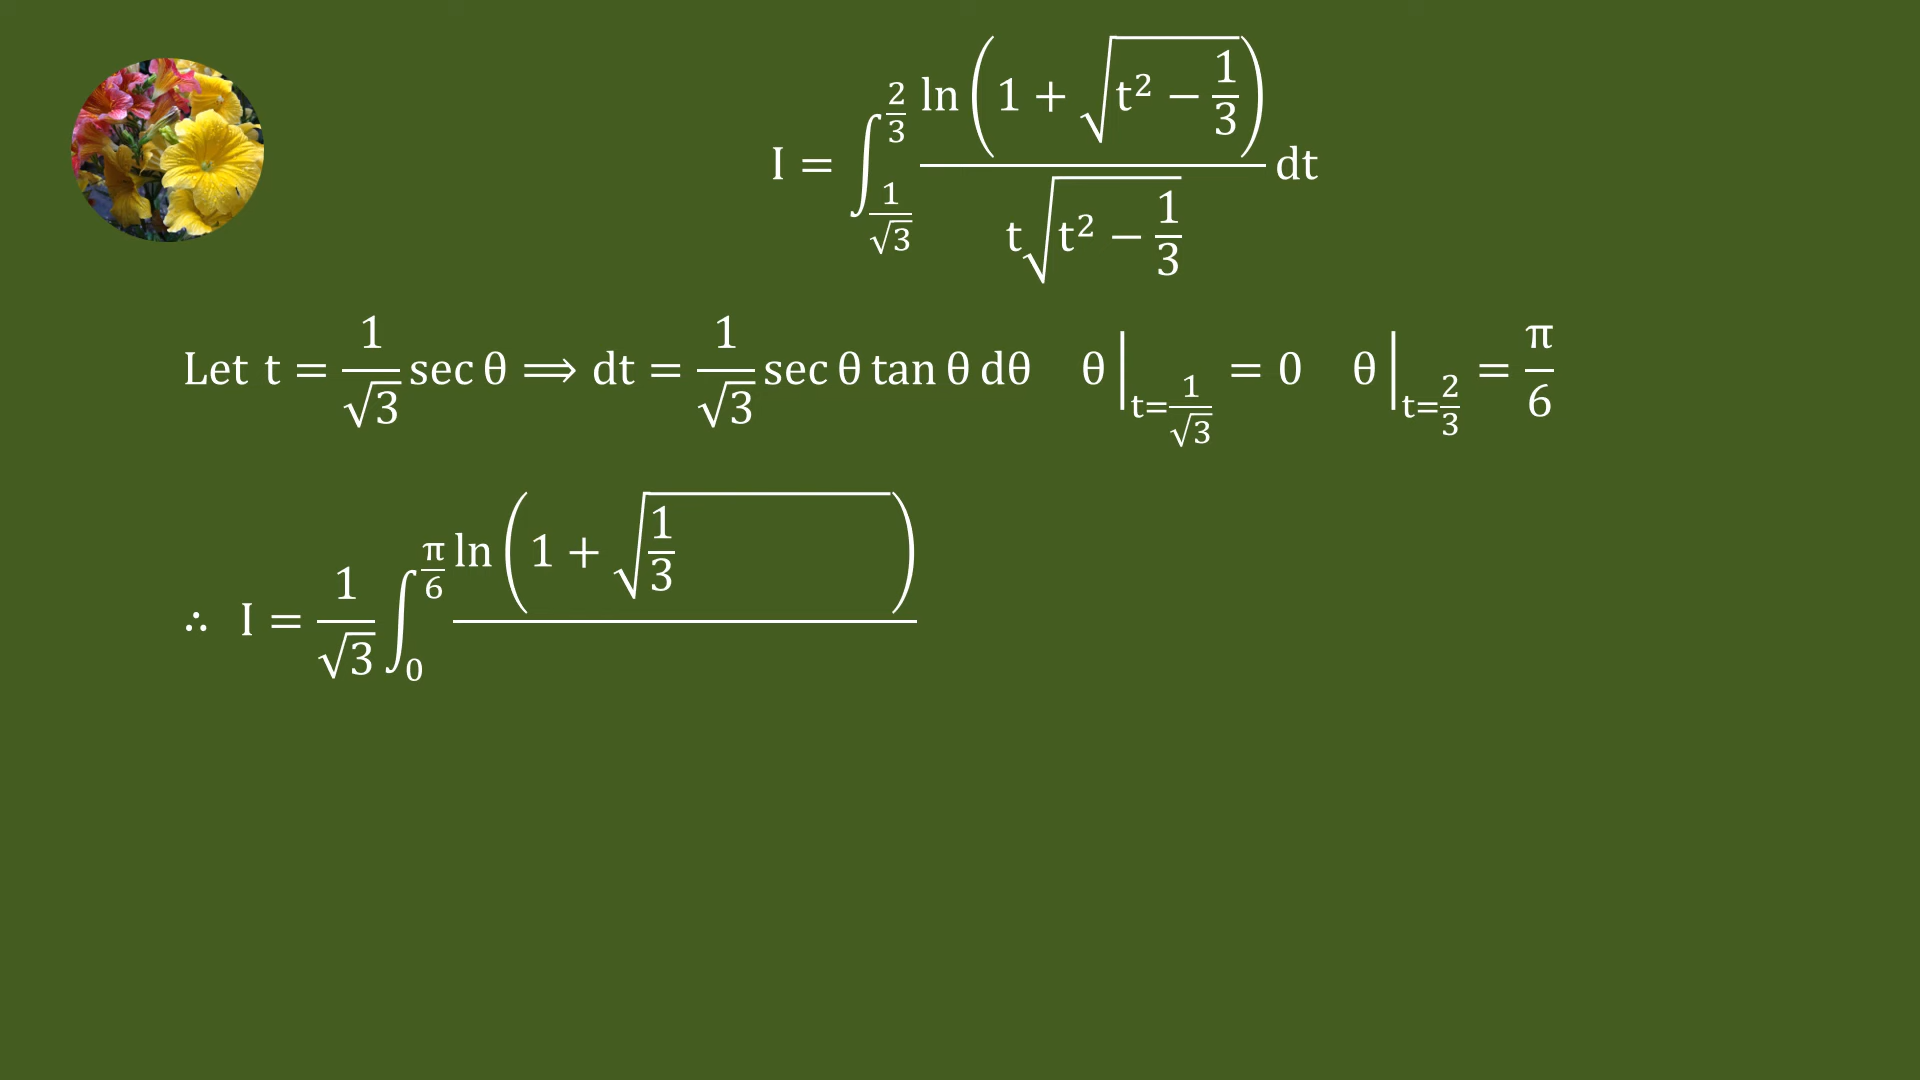 I = ∫_{1/√3}^{2/3} ln(1 + √(t² − 1/3)) / (t√(t² − 1/3)) dt
Let t = 1/√3 sec θ ⟹ dt = 1/√3 sec θ tan θ dθ θ|_{t=1/√3} = 0 θ|_{t=2/3} = π/6
∴ I = 1/√3 ∫_0^{π/6} ln(1 + √(1/3 ))